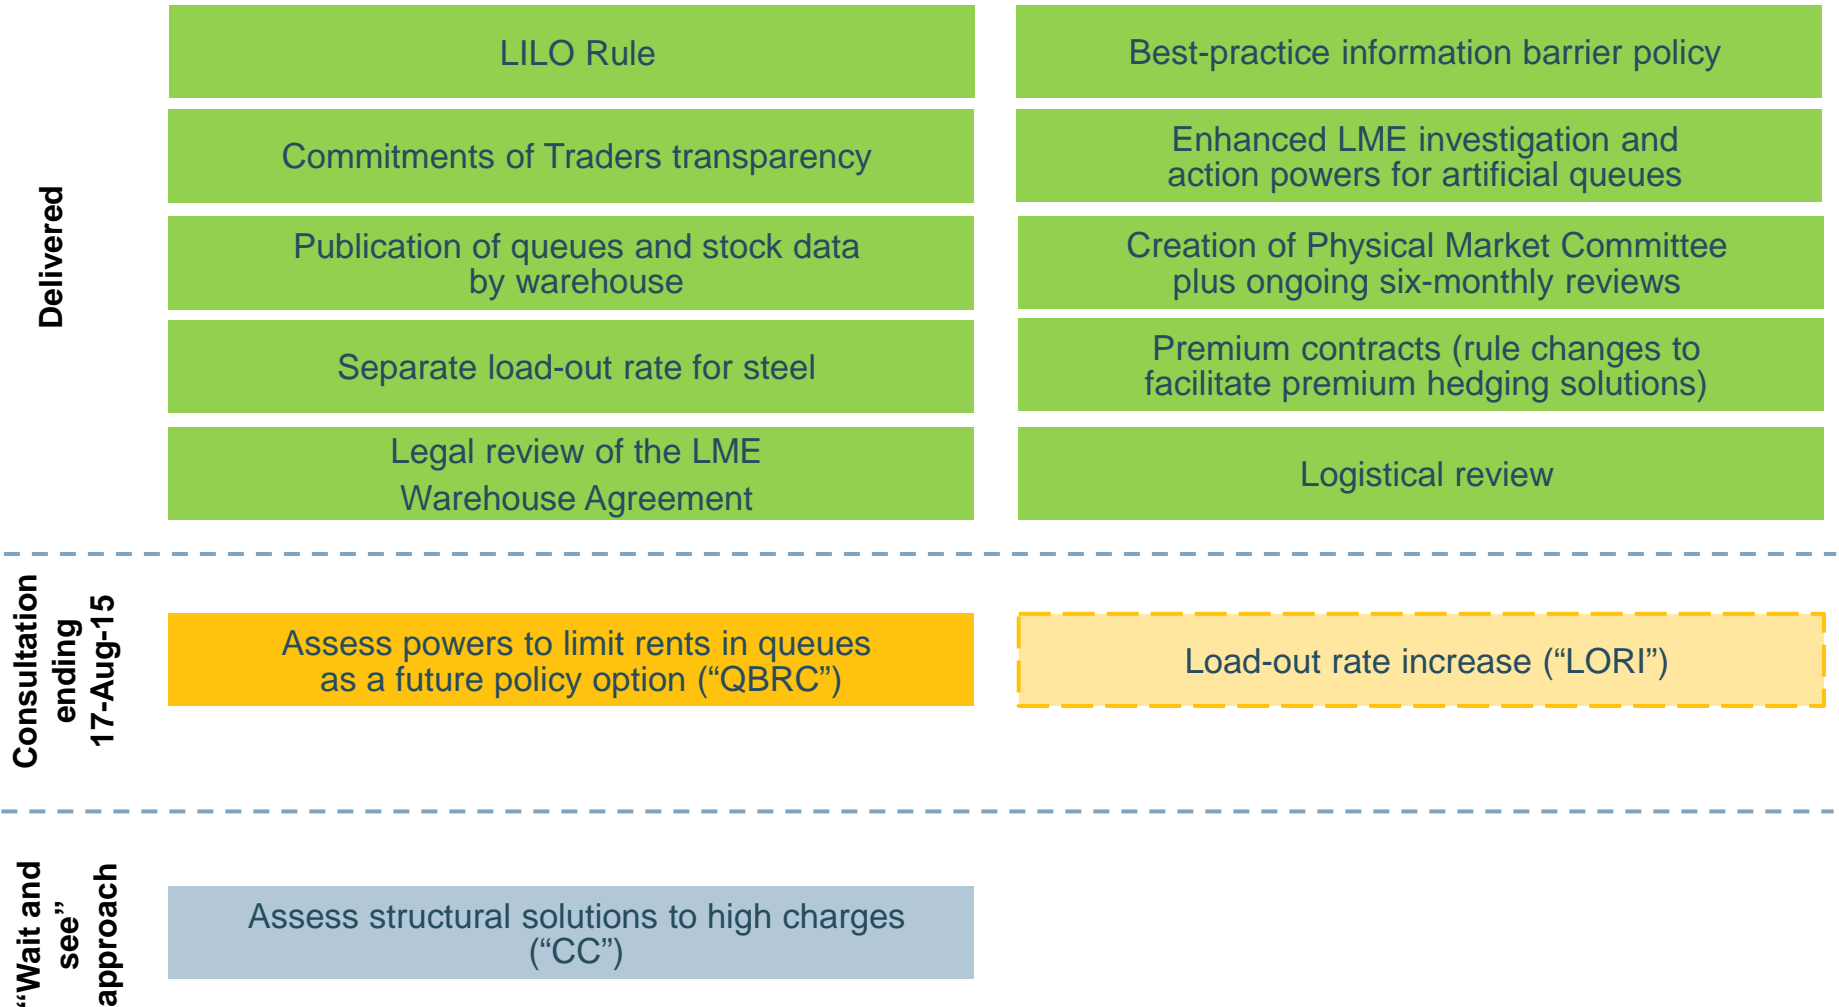 Delivered
LILO Rule
Best-practice information barrier policy
Commitments of Traders transparency
Enhanced LME investigation and
action powers for artificial queues
Publication of queues and stock data
by warehouse
Creation of Physical Market Committee
plus ongoing six-monthly reviews
Separate load-out rate for steel
Premium contracts (rule changes to
facilitate premium hedging solutions)
Legal review of the LME
Warehouse Agreement
Logistical review
Consultation
ending
17-Aug-15
Assess powers to limit rents in queues
as a future policy option (“QBRC”)
Load-out rate increase (“LORI”)
“Wait and
see”
approach
Assess structural solutions to high charges
(“CC”)